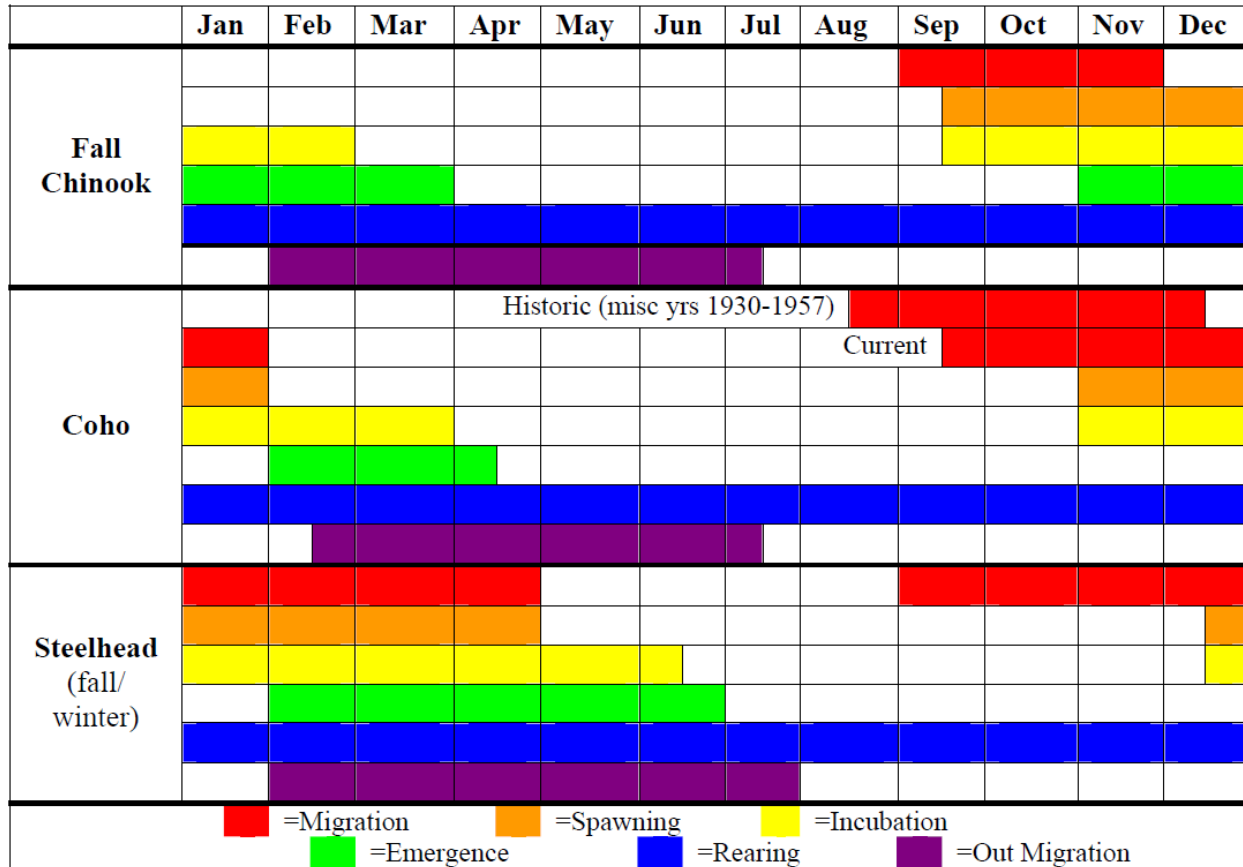 Jan Feb Mar Apr May Jun Jul Aug Sep Oct Nov Dec
Fall
Chinook
Historic (misc yrs 1930-1957)
Current
Coho
Steelhead
(fall/
winter)
=Migration =Spawning =Incubation
=Emergence =Rearing =Out Migration